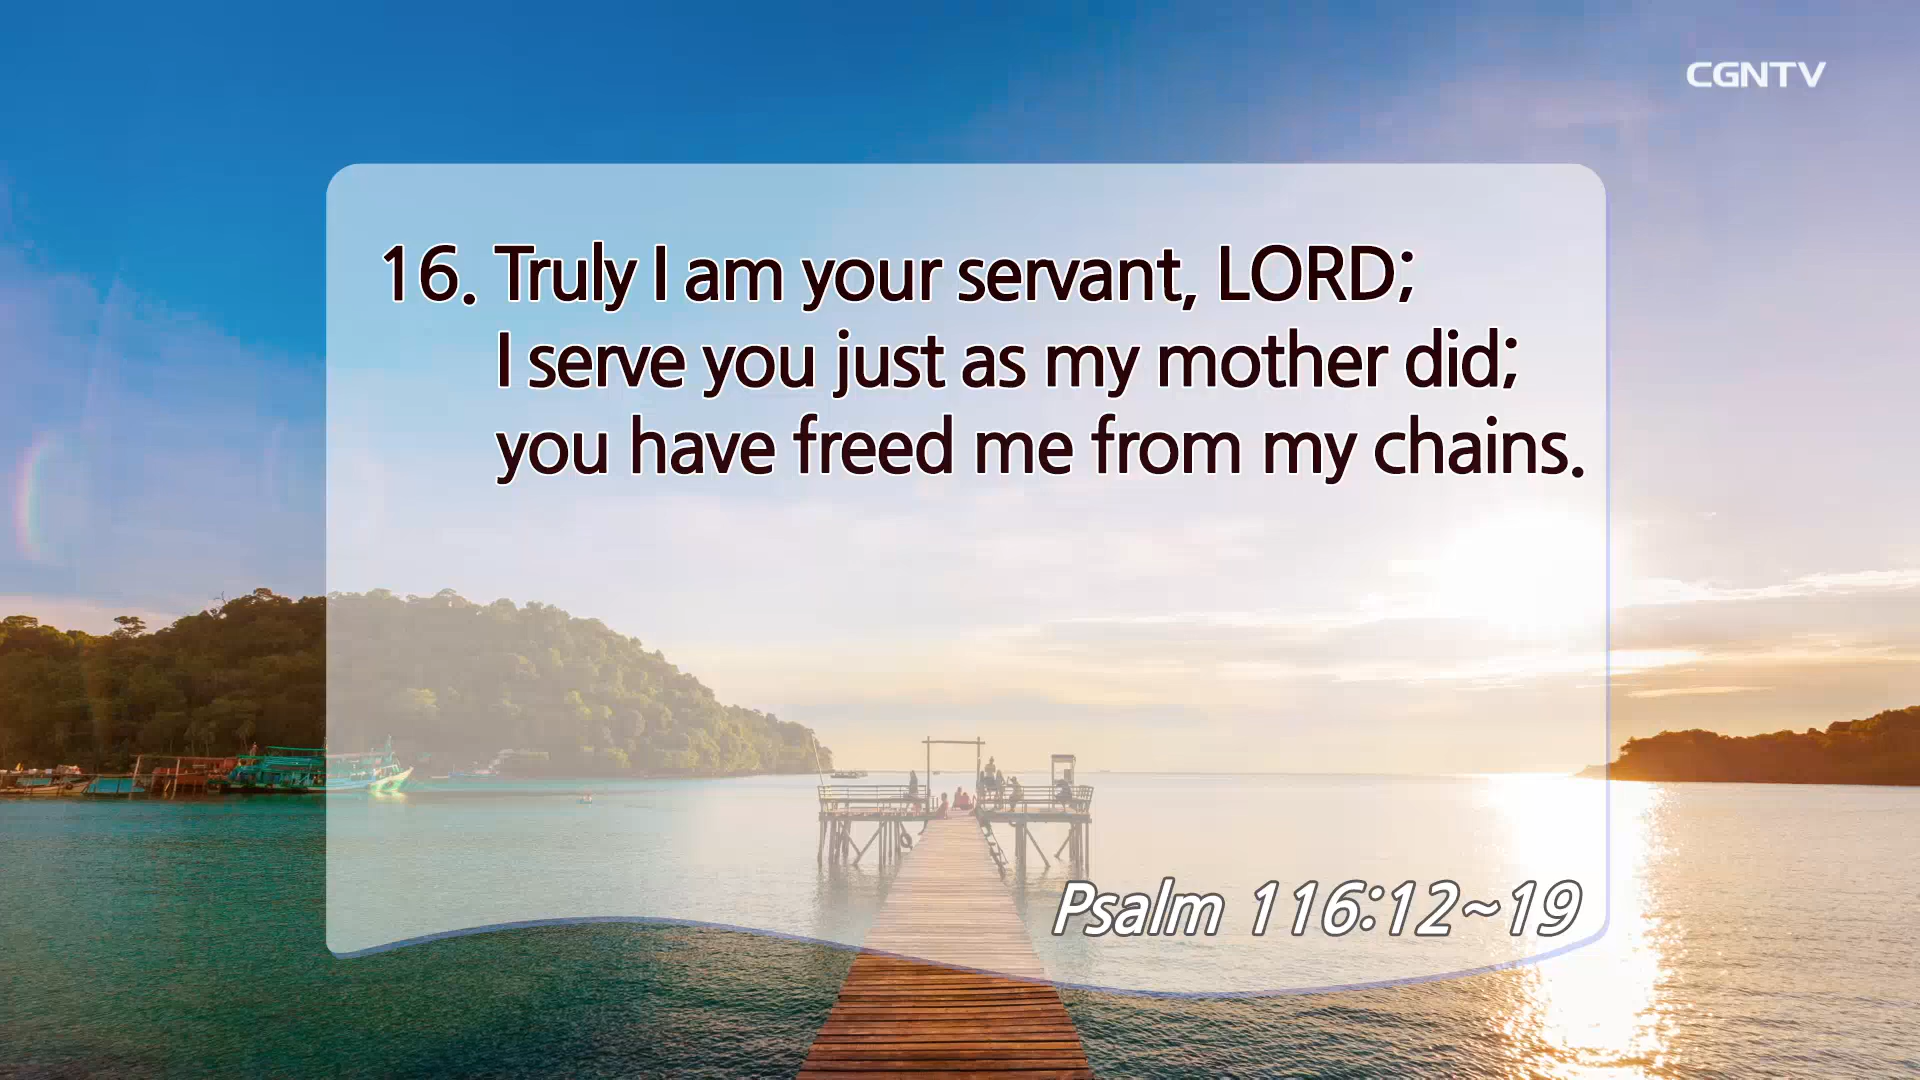 CGNTV
16. Truly I am your servant, LORD;
I serve you just as my mother did;
you have freed me from my chains.
Psalm 116:12~19